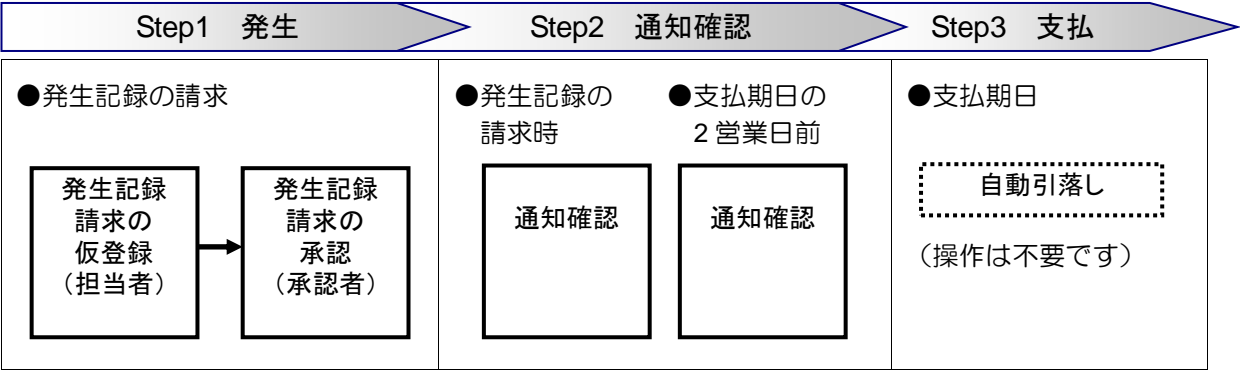 Step1 発生
Step2 通知確認
Step3 支払
●発生記録の請求
発生記録
請求の
仮登録
（担当者）
発生記録
請求の
承認
（承認者）
●発生記録の
請求時
通知確認
●支払期日の
2営業日前
通知確認
●支払期日
自動引落し
（操作は不要です）